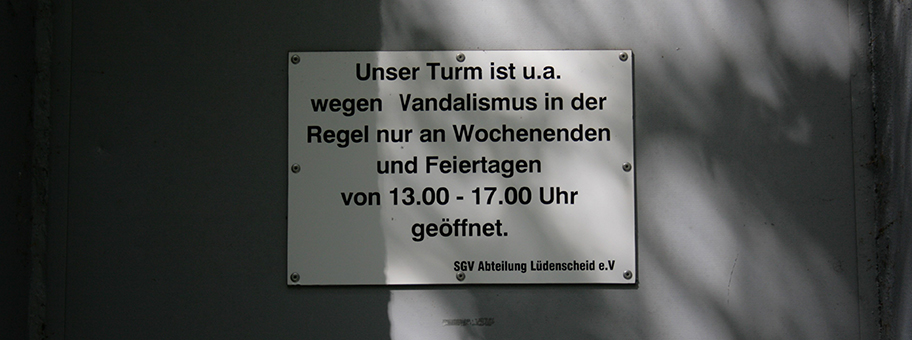 Unser Turm ist u.a.
wegen Vandalismus in der
Regel nur an Wochenenden
und Feiertagen
von 13.00 - 17.00 Uhr
geöffnet.
SGV Abteilung Lüdenscheid e.V